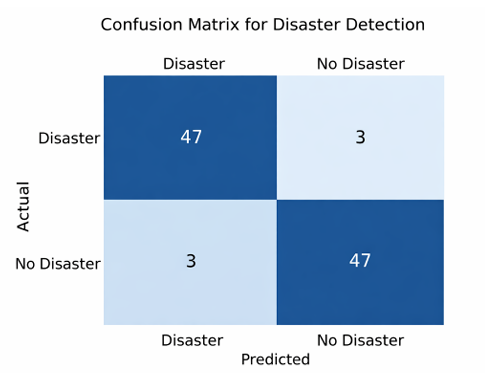 Confusion Matrix for Disaster Detection
Disaster No Disaster
Disaster 47 3
Actual
No Disaster 3 47
Disaster No Disaster
Predicted